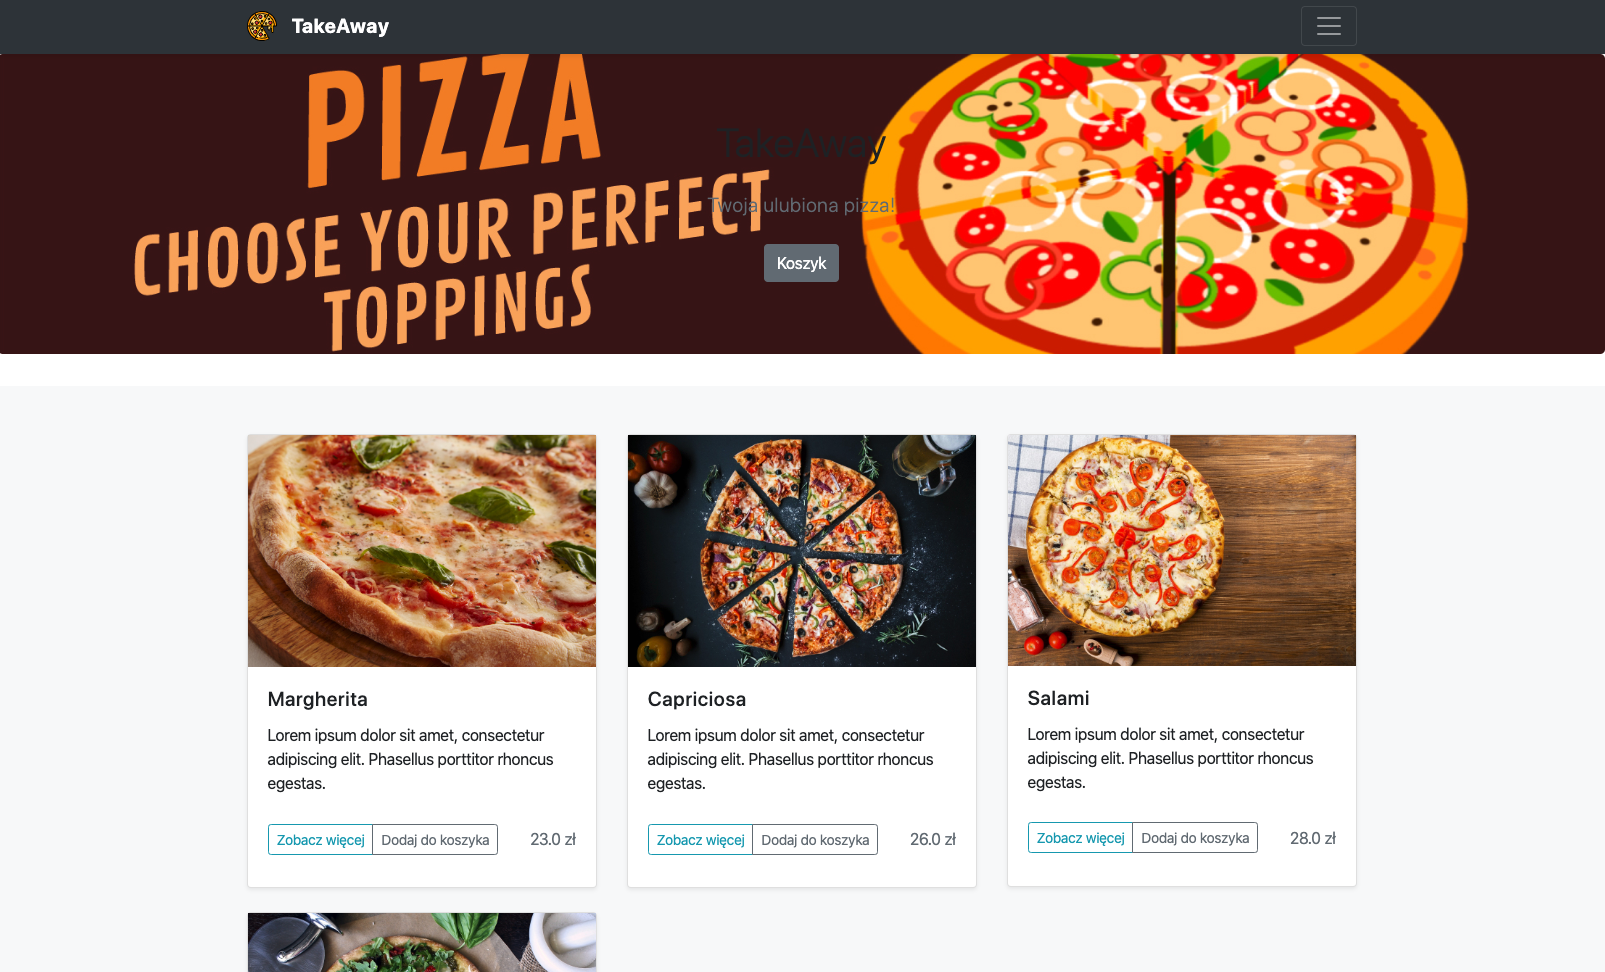 TakeAway
PIZZA
CHOOSE YOUR PERFECT
TOPPINGS
TakeAway
Twoja ulubiona pizza!
Koszyk
Margherita
Lorem ipsum dolor sit amet, consectetur
adipiscing elit. Phasellus porttitor rhoncus
egestas.
Zobacz więcej Dodaj do koszyka 23.0 zł
Capriciosa
Lorem ipsum dolor sit amet, consectetur
adipiscing elit. Phasellus porttitor rhoncus
egestas.
Zobacz więcej Dodaj do koszyka 26.0 zł
Salami
Lorem ipsum dolor sit amet, consectetur
adipiscing elit. Phasellus porttitor rhoncus
egestas.
Zobacz więcej Dodaj do koszyka 28.0 zł